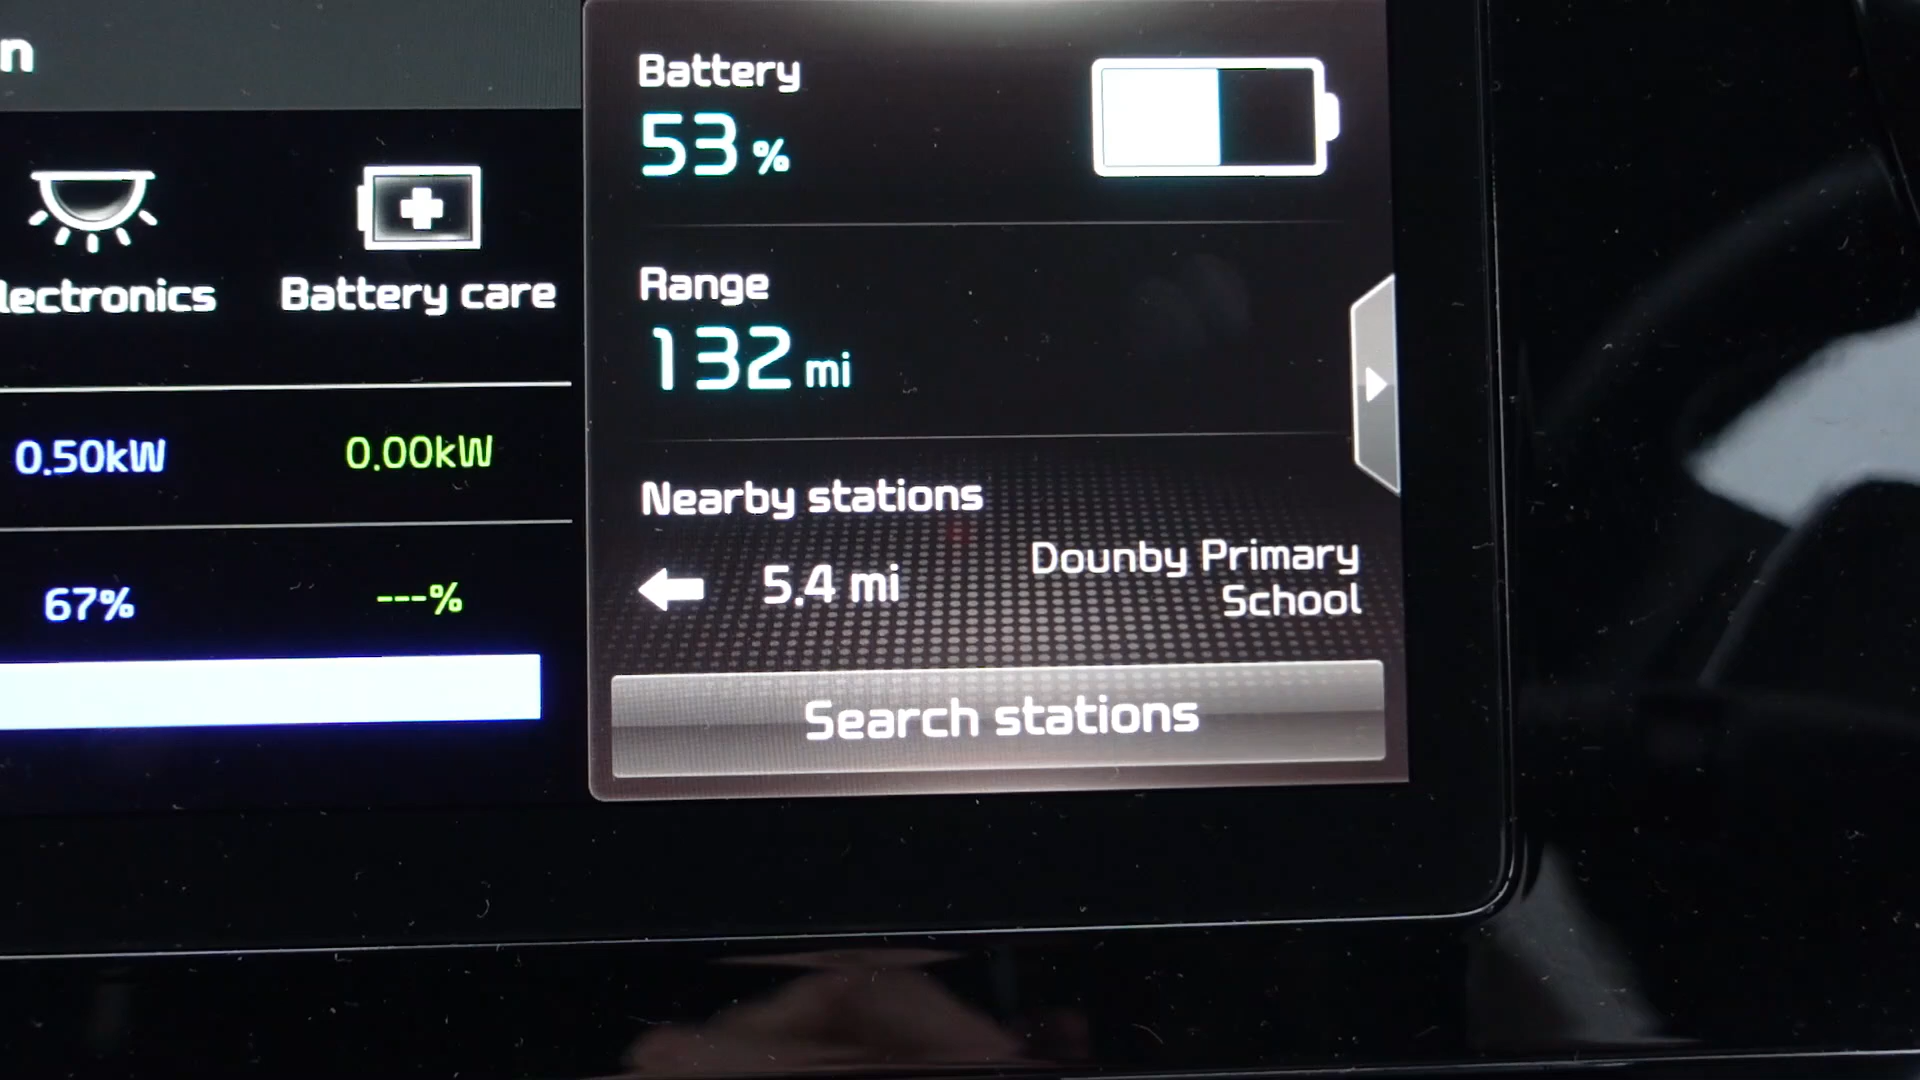 n
lectronics
Battery care
0.50kW
0.00kW
67%
---%
Battery
53 %
Range
132 mi
Nearby stations
5.4 mi
Dounby Primary
School
Search stations